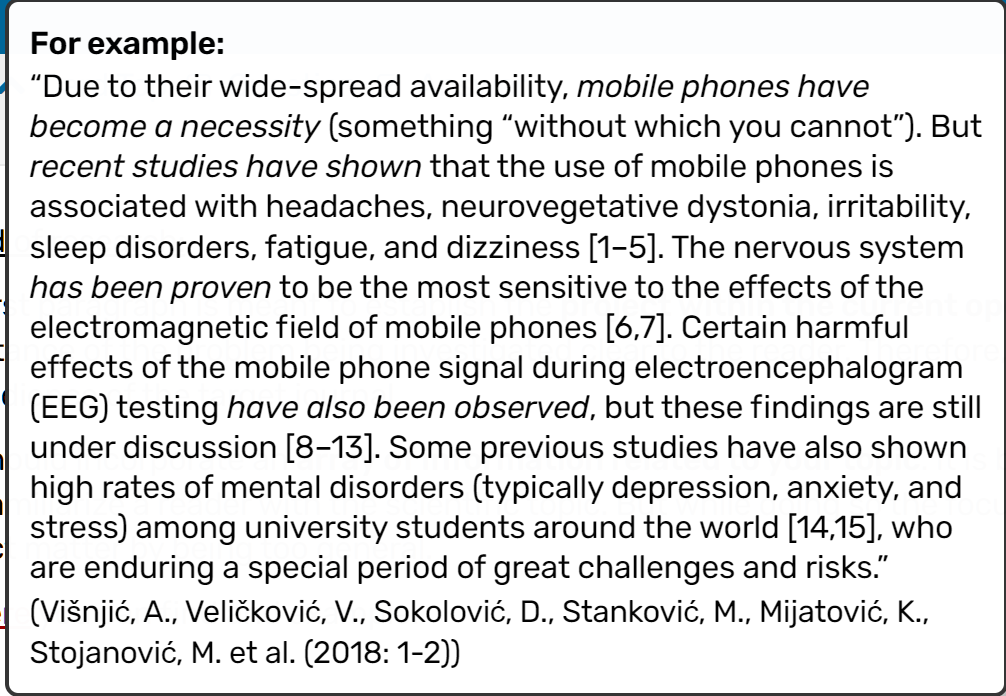 For example:
“Due to their wide-spread availability, mobile phones have
become a necessity (something “without which you cannot”). But
recent studies have shown that the use of mobile phones is
associated with headaches, neurovegetative dystonia, irritability,
sleep disorders, fatigue, and dizziness [1–5]. The nervous system
has been proven to be the most sensitive to the effects of the
electromagnetic field of mobile phones [6,7]. Certain harmful
effects of the mobile phone signal during electroencephalogram
(EEG) testing have also been observed, but these findings are still
under discussion [8–13]. Some previous studies have also shown
high rates of mental disorders (typically depression, anxiety, and
stress) among university students around the world [14,15], who
are enduring a special period of great challenges and risks.”
(Višnjić, A., Veličković, V., Sokolović, D., Stanković, M., Mijatović, K.,
Stojanović, M. et al. (2018: 1-2))